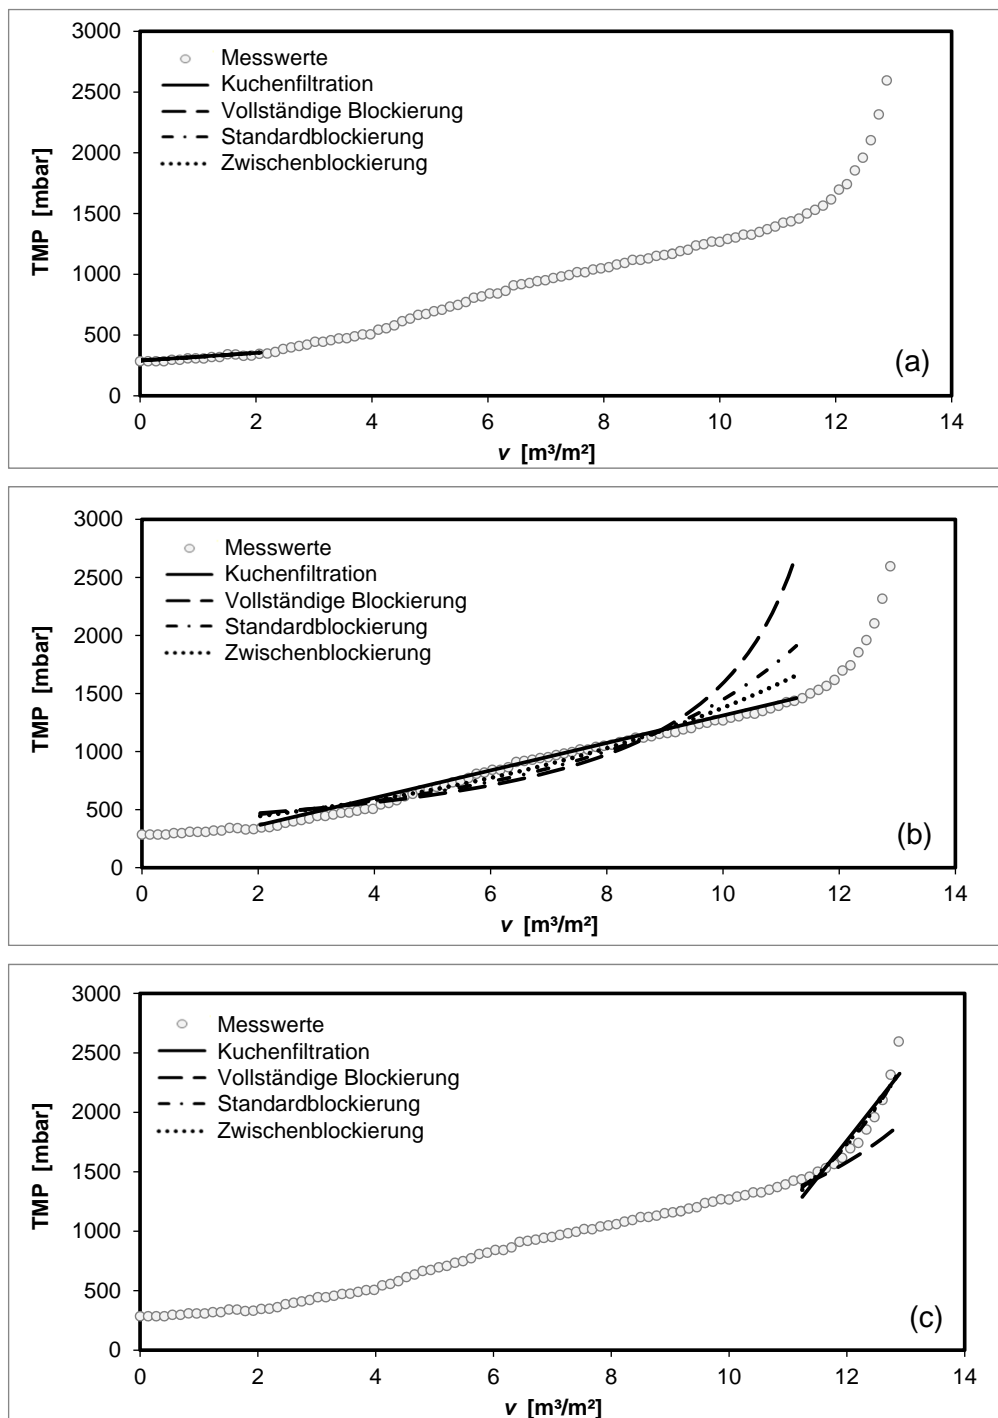 3000
2500
2000
1500
1000
500
0
TMP [mbar]
Messwerte
Kuchenfiltration
Vollständige Blockierung
Standardblockierung
Zwischenblockierung
(a)
0 2 4 6 8 10 12 14
v [m³/m²]
3000
2500
2000
1500
1000
500
0
TMP [mbar]
Messwerte
Kuchenfiltration
Vollständige Blockierung
Standardblockierung
Zwischenblockierung
(b)
0 2 4 6 8 10 12 14
v [m³/m²]
3000
2500
2000
1500
1000
500
0
TMP [mbar]
Messwerte
Kuchenfiltration
Vollständige Blockierung
Standardblockierung
Zwischenblockierung
(c)
0 2 4 6 8 10 12 14
v [m³/m²]